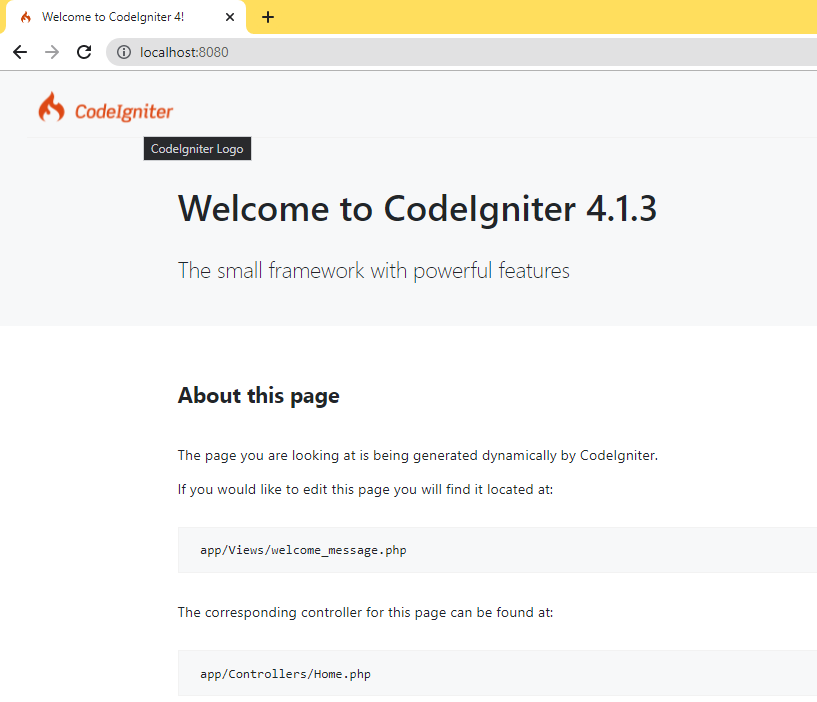 Welcome to CodeIgniter 4!
localhost:8080
CodeIgniter
CodeIgniter Logo
Welcome to CodeIgniter 4.1.3
The small framework with powerful features
About this page
The page you are looking at is being generated dynamically by CodeIgniter.
If you would like to edit this page you will find it located at:
app/Views/welcome_message.php
The corresponding controller for this page can be found at:
app/Controllers/Home.php